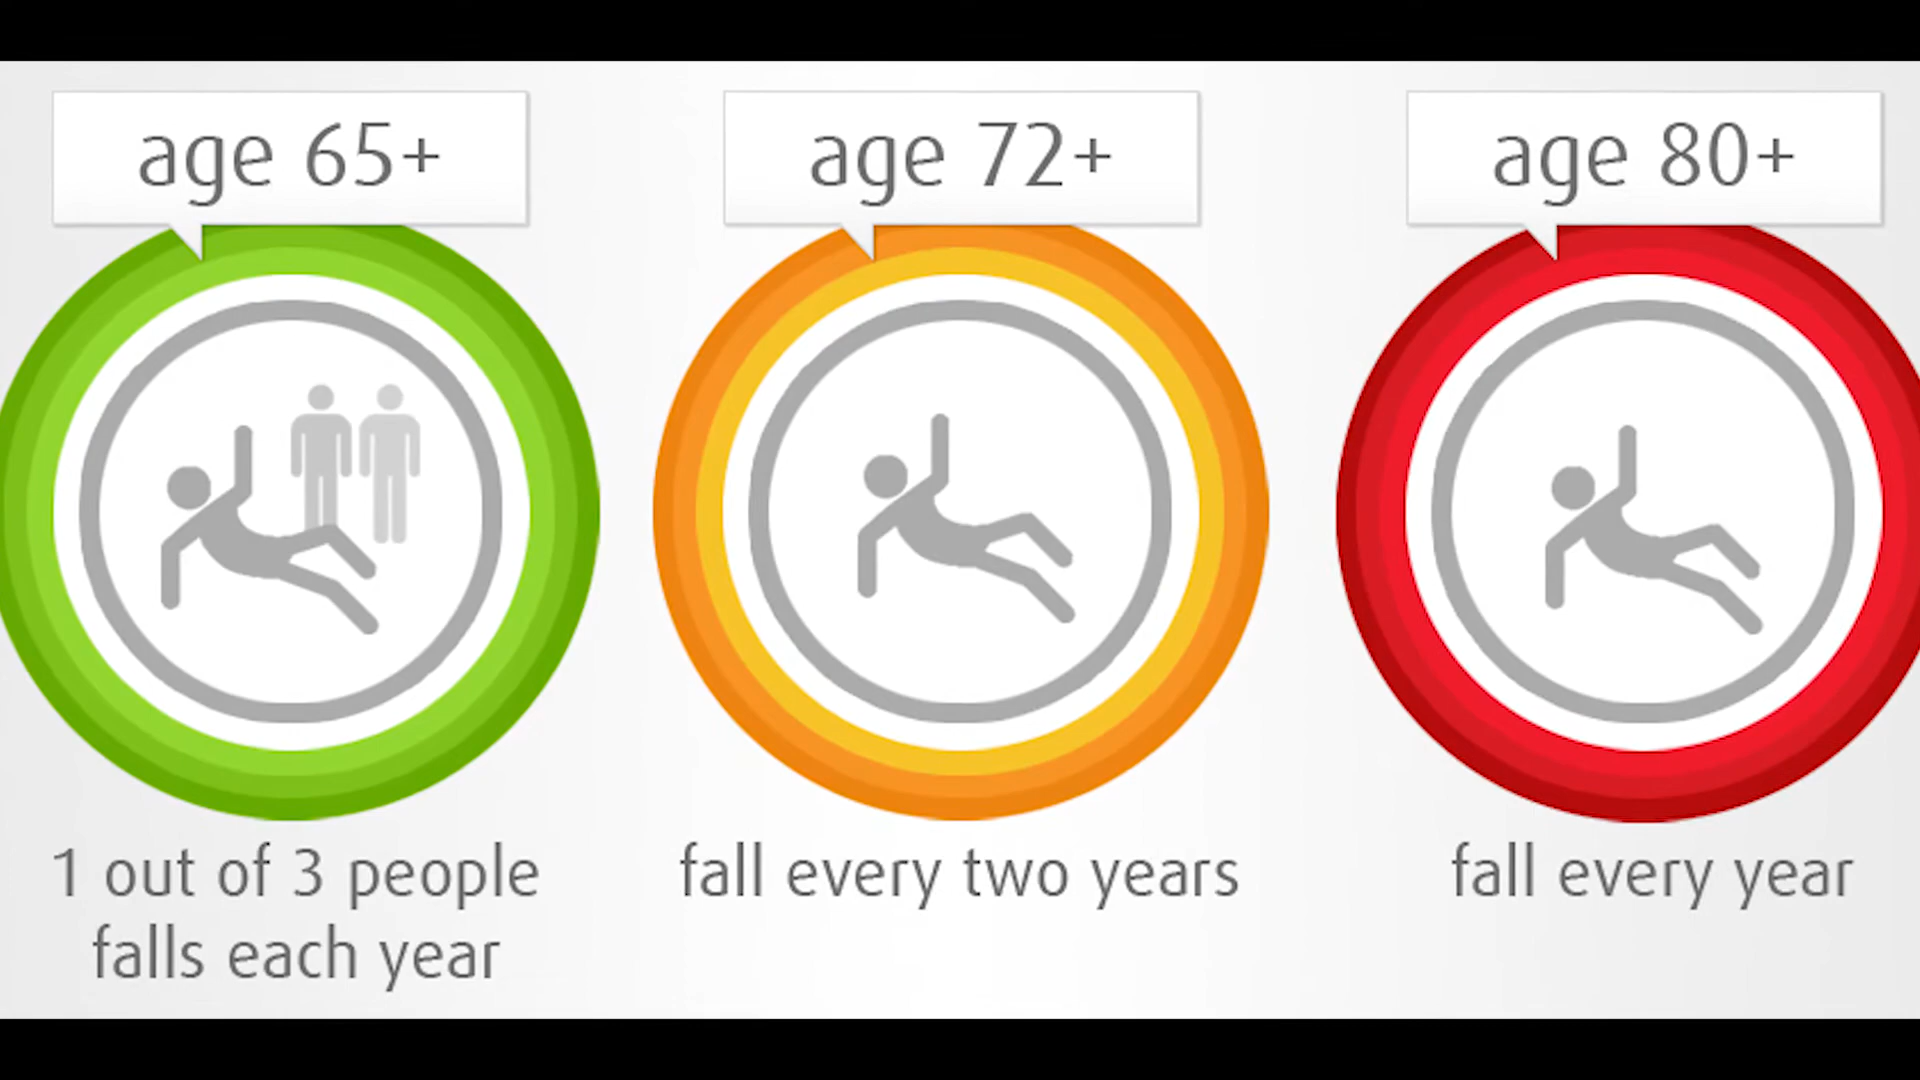 age 65+
1 out of 3 people
falls each year
age 72+
fall every two years
age 80+
fall every year